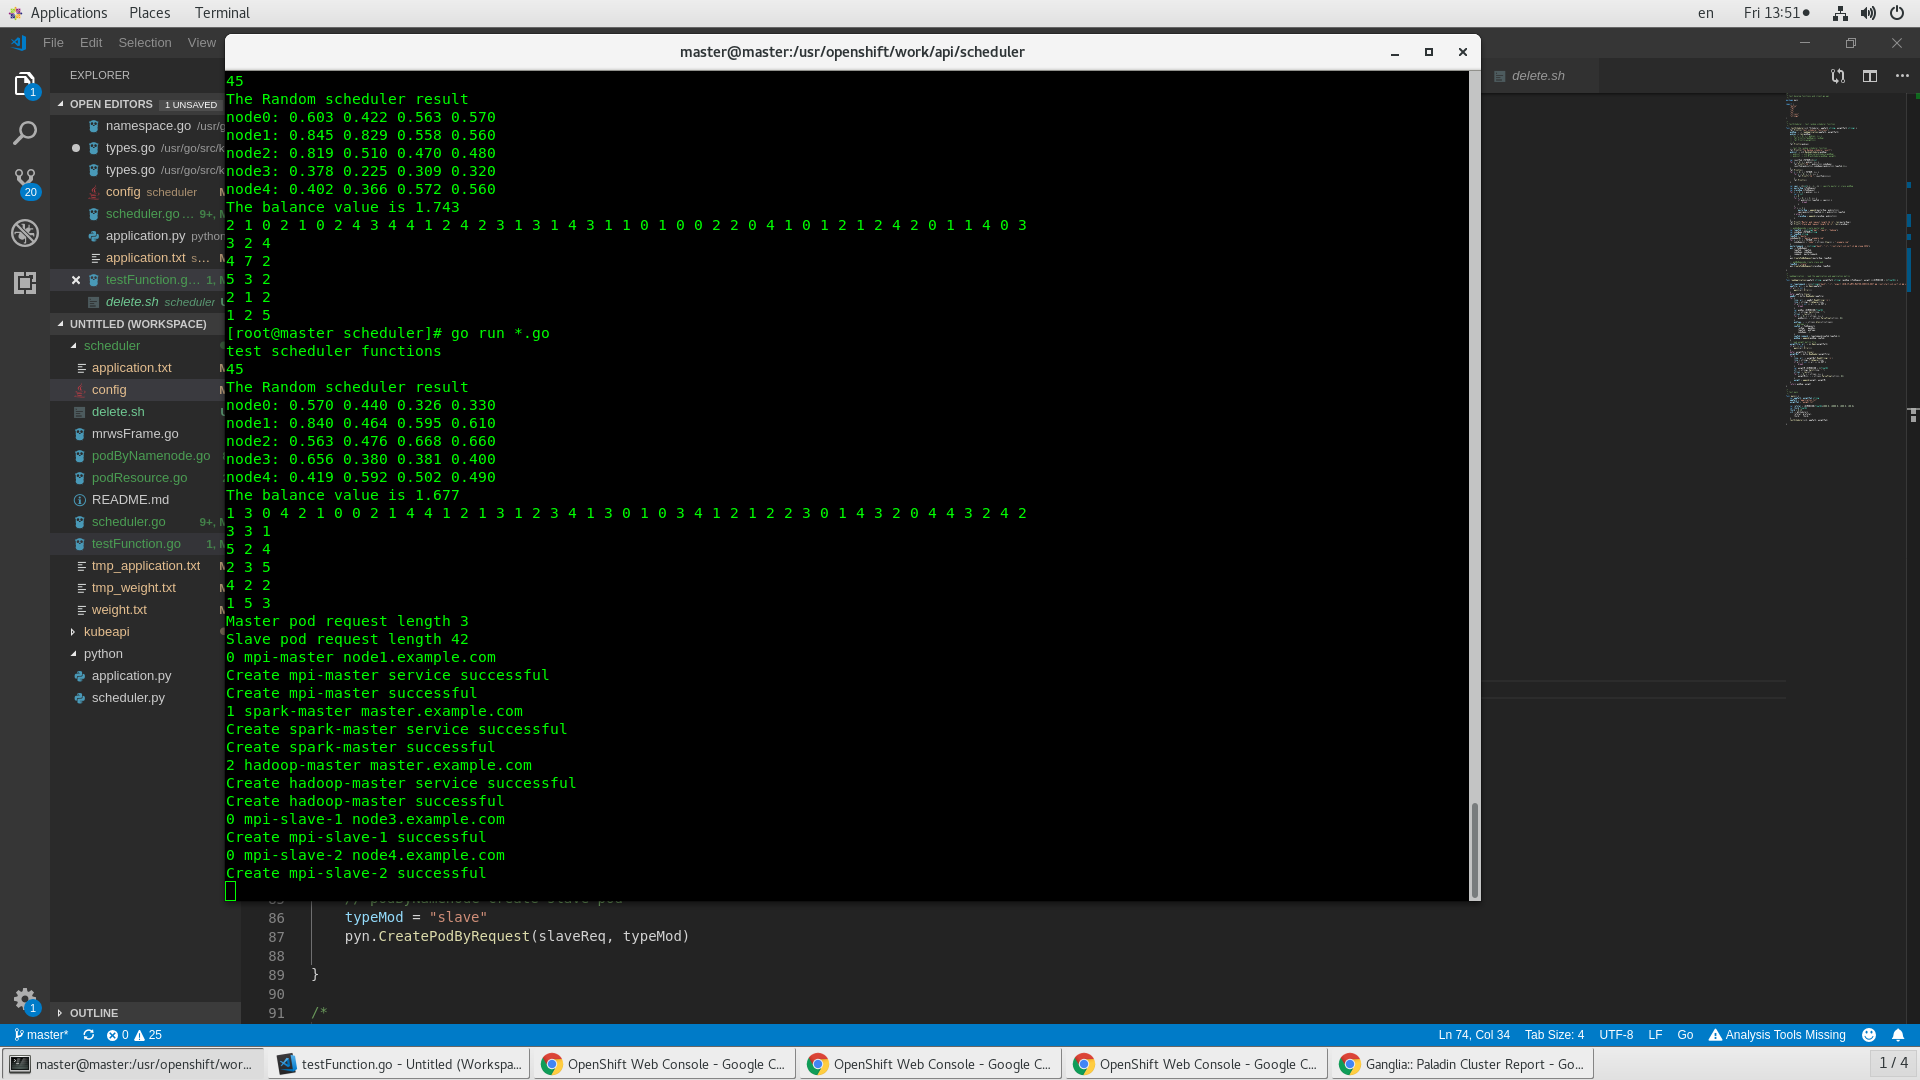 Applications Places Terminal en Fri 13:51
File Edit Selection View
master@master:/usr/openshift/work/api/scheduler
EXPLORER
OPEN EDITORS 1 UNSAVED
namespace.go /usr/g
types.go /usr/go/src/k
types.go /usr/go/src/k
config scheduler
scheduler.go ... 9+, M
application.py python
application.txt s...
testFunction.g... 1, M
delete.sh scheduler U
UNTITLED (WORKSPACE)
scheduler
application.txt
config
delete.sh
mrwsFrame.go
podByNamenode.go
podResource.go
README.md
scheduler.go 9+, M
testFunction.go 1, M
tmp_application.txt
tmp_weight.txt
weight.txt
kubeapi
python
application.py
scheduler.py
OUTLINE
1
20
1
delete.sh
45
The Random scheduler result
node0: 0.603 0.422 0.563 0.570
node1: 0.845 0.829 0.558 0.560
node2: 0.819 0.510 0.470 0.480
node3: 0.378 0.225 0.309 0.320
node4: 0.402 0.366 0.572 0.560
The balance value is 1.743
2 1 0 2 1 0 2 4 3 4 4 1 2 4 2 3 1 3 1 4 3 1 1 0 1 0 0 2 2 0 4 1 0 1 2 1 2 4 2 0 1 1 4 0 3
3 2 4
4 7 2
5 3 2
2 1 2
1 2 5
[root@master scheduler]# go run *.go
test scheduler functions
45
The Random scheduler result
node0: 0.570 0.440 0.326 0.330
node1: 0.840 0.464 0.595 0.610
node2: 0.563 0.476 0.668 0.660
node3: 0.656 0.380 0.381 0.400
node4: 0.419 0.592 0.502 0.490
The balance value is 1.677
1 3 0 4 2 1 0 0 2 1 4 4 1 2 1 3 1 2 3 4 1 3 0 1 0 3 4 1 2 1 2 2 3 0 1 4 3 2 0 4 4 3 2 4 2
3 3 1
5 2 4
2 3 5
4 2 2
1 5 3
Master pod request length 3
Slave pod request length 42
0 mpi-master node1.example.com
Create mpi-master service successful
Create mpi-master successful
1 spark-master master.example.com
Create spark-master service successful
Create spark-master successful
2 hadoop-master master.example.com
Create hadoop-master service successful
Create hadoop-master successful
0 mpi-slave-1 node3.example.com
Create mpi-slave-1 successful
0 mpi-slave-2 node4.example.com
Create mpi-slave-2 successful
86 typeMod = "slave"
87 pyn.CreatePodByRequest(slaveReq, typeMod)
88
89 }
90
91 /*
master* 0 25 Ln 74, Col 34 Tab Size: 4 UTF-8 LF Go Analysis Tools Missing
master@master:/usr/openshift/wor... testFunction.go - Untitled (Workspa... OpenShift Web Console - Google C... OpenShift Web Console - Google C... OpenShift Web Console - Google C... Ganglia:: Paladin Cluster Report - Go... 1 / 4